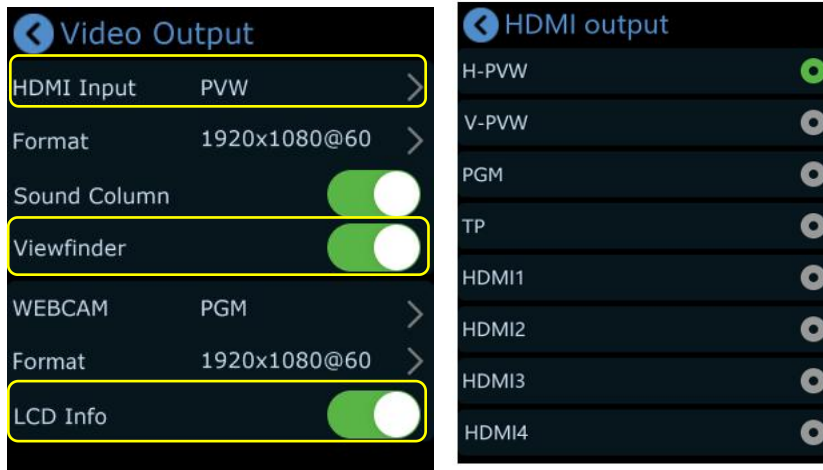 Video Output
HDMI Input PVW
Format 1920x1080@60
Sound Column
Viewfinder
WEBCAM PGM
Format 1920x1080@60
LCD Info
HDMI output
H-PVW
V-PVW
PGM
TP
HDMI1
HDMI2
HDMI3
HDMI4